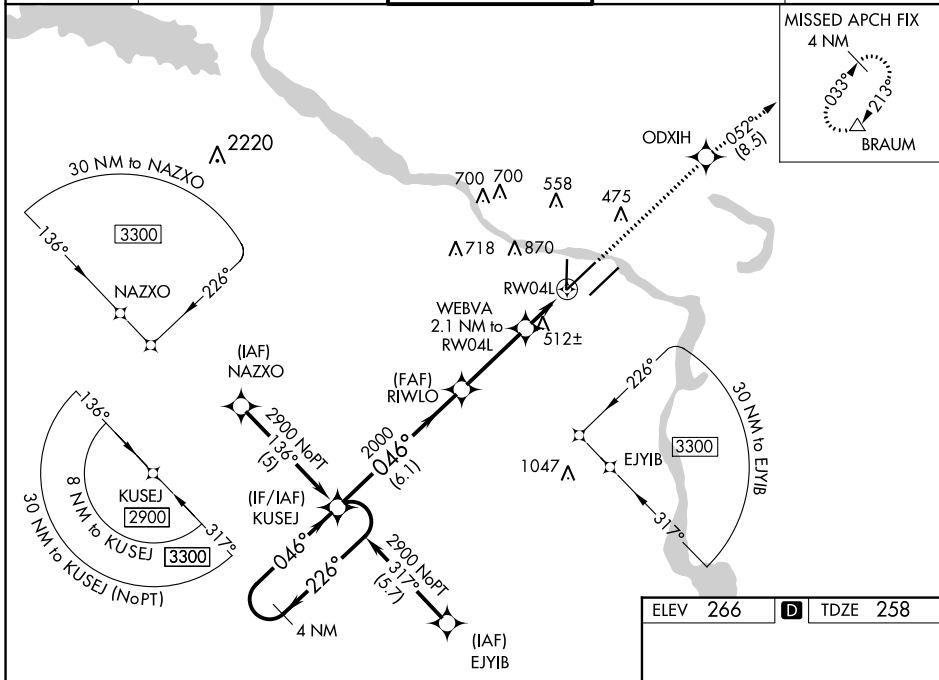 MISSED APCH FIX
4 NM
033°
213°
BRAUM
ODXIH
052°
(8.5)
2220
30 NM to NAZXO
3300
136°
226°
NAZXO
700
700
558
475
718
870
RW04L
WEBVA
2.1 NM to
RW04L
512±
(FAF)
RIWLO
(IAF)
NAZXO
2900 NoPT
136°
(5)
2000
046°
(6.1)
226°
30 NM to EJYIB
3300
EJYIB
317°
1047
136°
KUSEJ
2900
317°
8 NM to KUSEJ
3300
30 NM to KUSEJ (NoPT)
(IF/IAF)
KUSEJ
046°
226°
4 NM
2900 NoPT
317°
(5.7)
(IAF)
EJYIB
ELEV 266 D TDZE 258